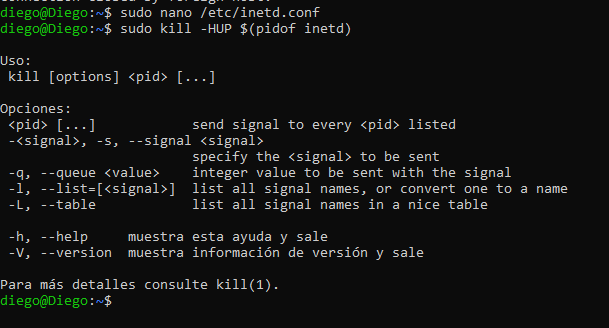 diego@Diego:~$ sudo nano /etc/inetd.conf
diego@Diego:~$ sudo kill -HUP $(pidof inetd)

Uso:
 kill [options] <pid> [...]

Opciones:
 <pid> [...]            send signal to every <pid> listed
 -<signal>, -s, --signal <signal>
                        specify the <signal> to be sent
 -q, --queue <value>    integer value to be sent with the signal
 -l, --list=[<signal>]  list all signal names, or convert one to a name
 -L, --table            list all signal names in a nice table

 -h, --help     muestra esta ayuda y sale
 -V, --version  muestra información de versión y sale

Para más detalles consulte kill(1).
diego@Diego:~$